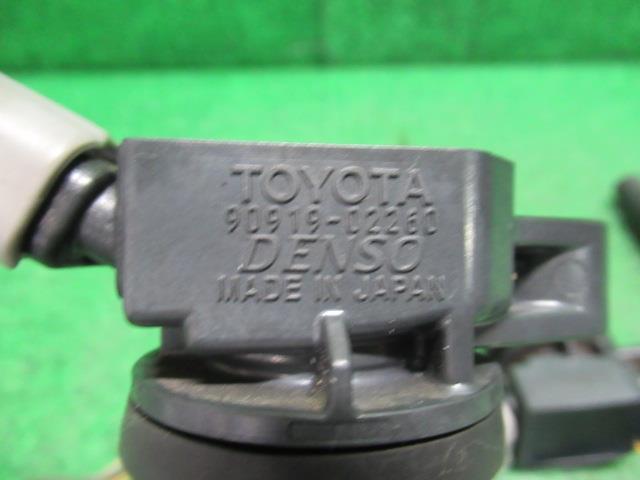 TOYOTA
90919-02260
DENSO
MADE IN JAPAN